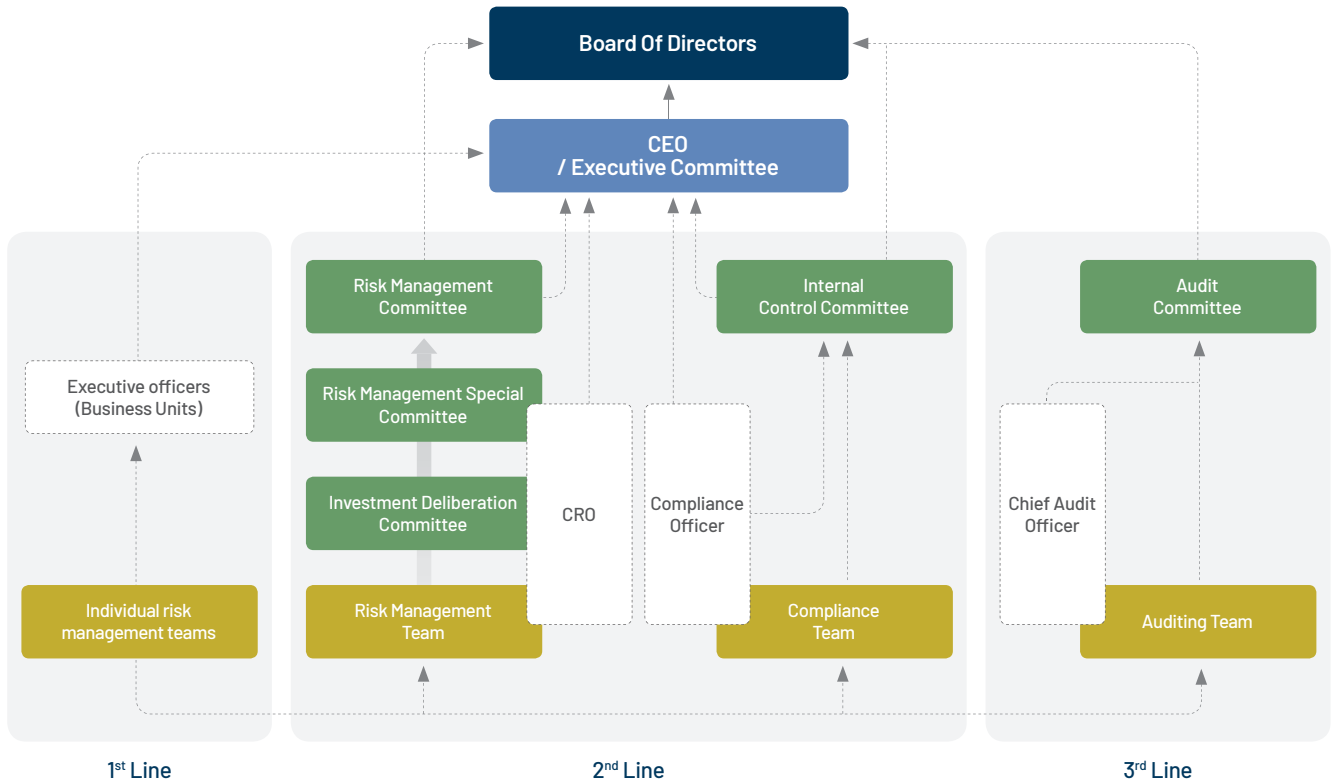 Board Of Directors
CEO
/ Executive Committee
Risk Management
Committee
Internal
Control Committee
Audit
Committee
Executive officers
(Business Units)
Risk Management Special
Committee
Investment Deliberation
Committee
CRO
Compliance
Officer
Chief Audit
Officer
Individual risk
management teams
Risk Management
Team
Compliance
Team
Auditing Team
1st Line
2nd Line
3rd Line